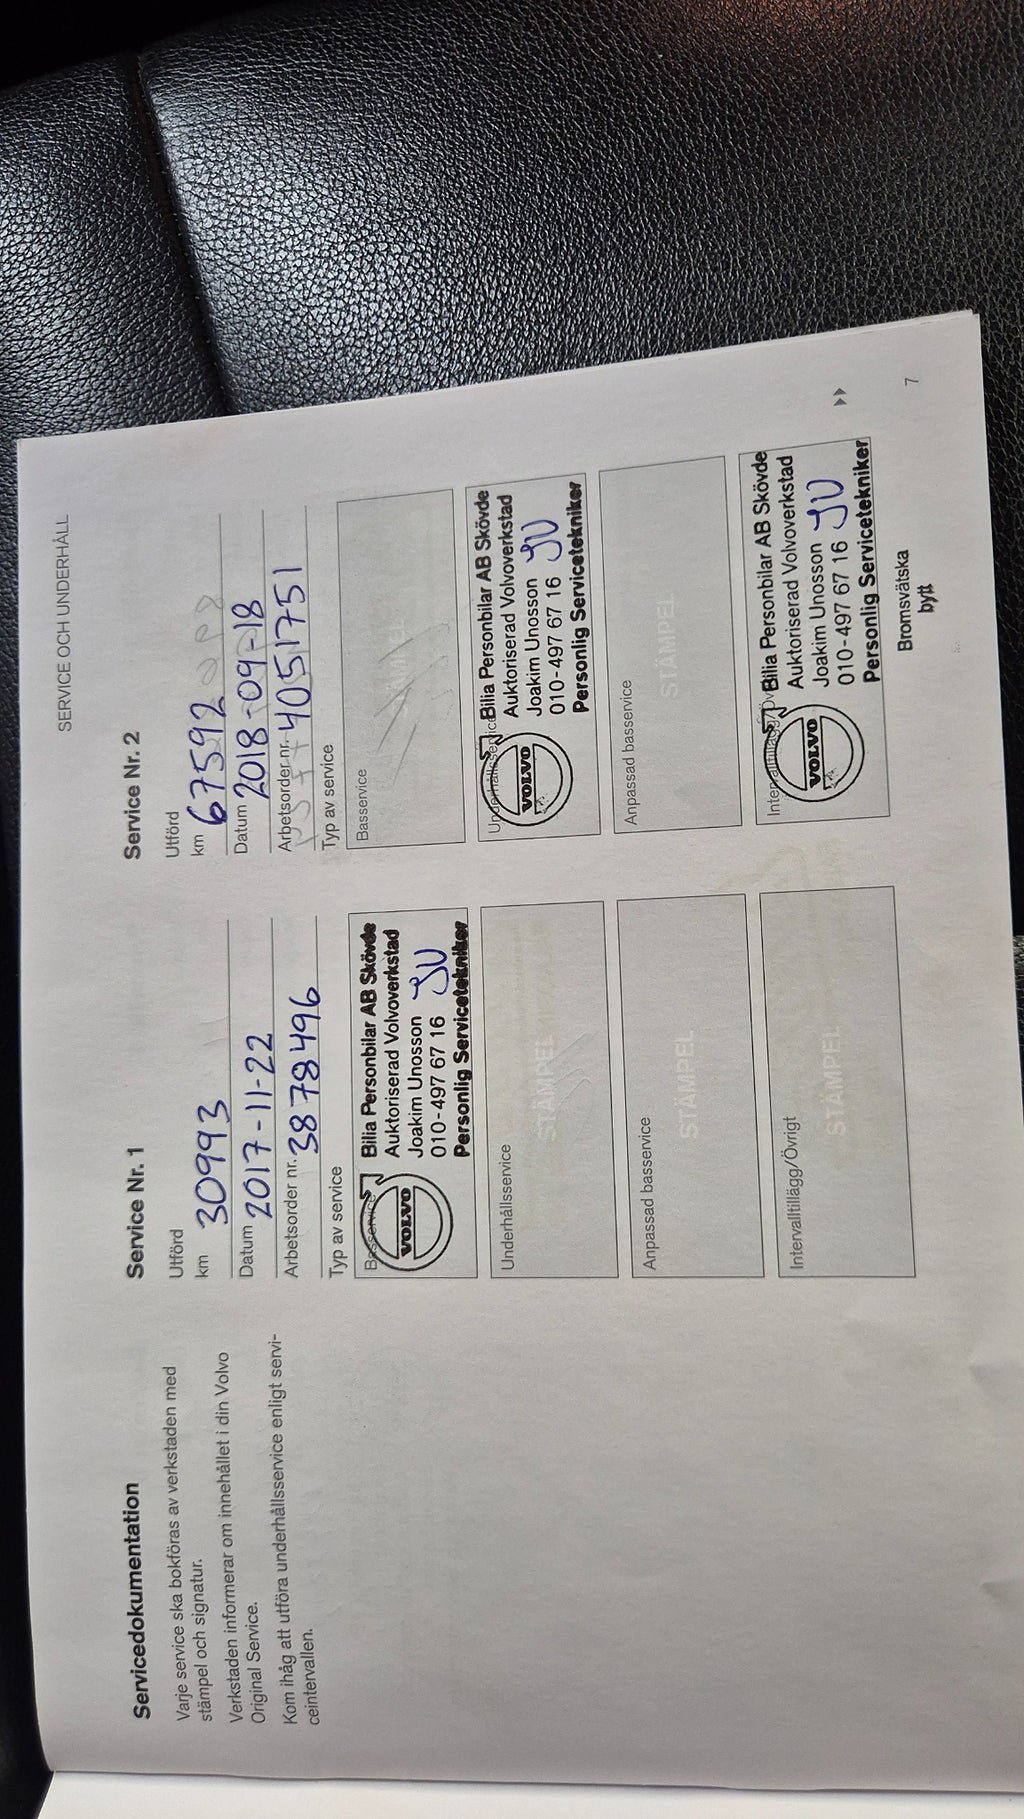 SERVICE OCH UNDERHÅLL
Servicedokumentation
Varje service ska bokföras av verkstaden med
stämpel och signatur.
Verkstaden informerar om innehållet i din Volvo
Original Service.
Kom ihåg att utföra underhållsservice enligt servi-
ceintervallen.
Service Nr. 1
Utförd
km 30993
Datum 2017-11-22
Arbetsorder nr. 3878496
Typ av service
Basservice
VOLVO
Bilia Personbilar AB Skövde
Auktoriserad Volvoverkstad
Joakim Unosson JU
010-497 67 16
Personlig Servicetekniker
Underhållsservice
STÄMPEL
Anpassad basservice
STÄMPEL
Intervalltillägg/Övrigt
STÄMPEL
Service Nr. 2
Utförd
km 67592
Datum 2018-09-18
Arbetsorder nr. 4051751
Typ av service
Basservice
STÄMPEL
Underhållsservice
VOLVO
Bilia Personbilar AB Skövde
Auktoriserad Volvoverkstad
Joakim Unosson JU
010-497 67 16
Personlig Servicetekniker
Anpassad basservice
STÄMPEL
Intervalltillägg/Öv
VOLVO
Bilia Personbilar AB Skövde
Auktoriserad Volvoverkstad
Joakim Unosson JU
010-497 67 16
Personlig Servicetekniker
Bromsvätska
bytt
7